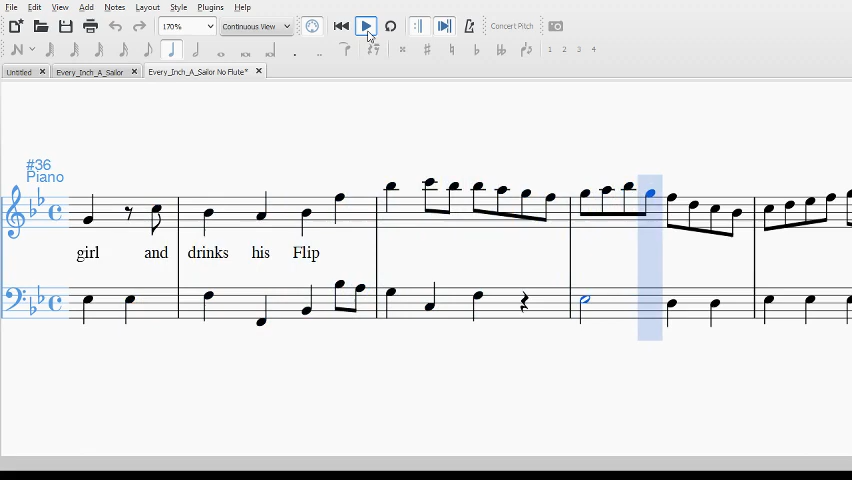 File Edit View Add Notes Layout Style Plugins Help
170% Continuous View Concert Pitch
1 2 3 4
Untitled Every_Inch_A_Sailor Every_Inch_A_Sailor No Flute*
#36
Piano
girl and drinks his Flip